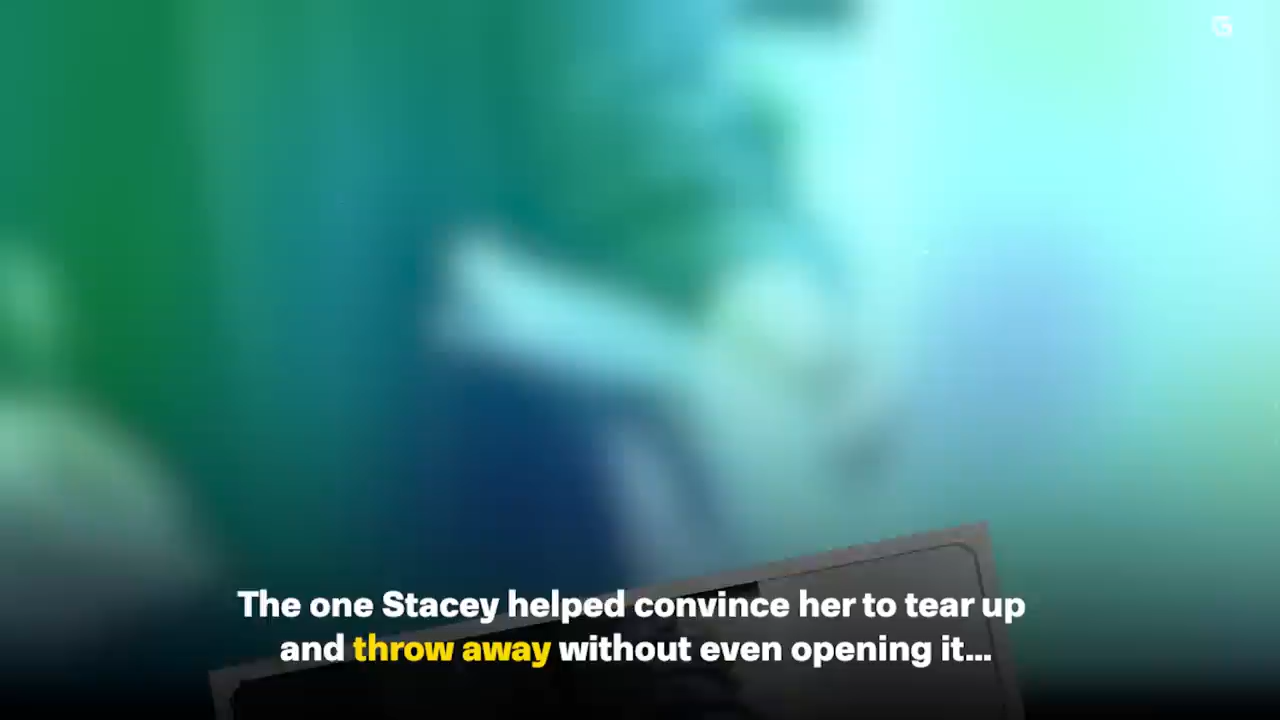 The one Stacey helped convince her to tear up
and throw away without even opening it...